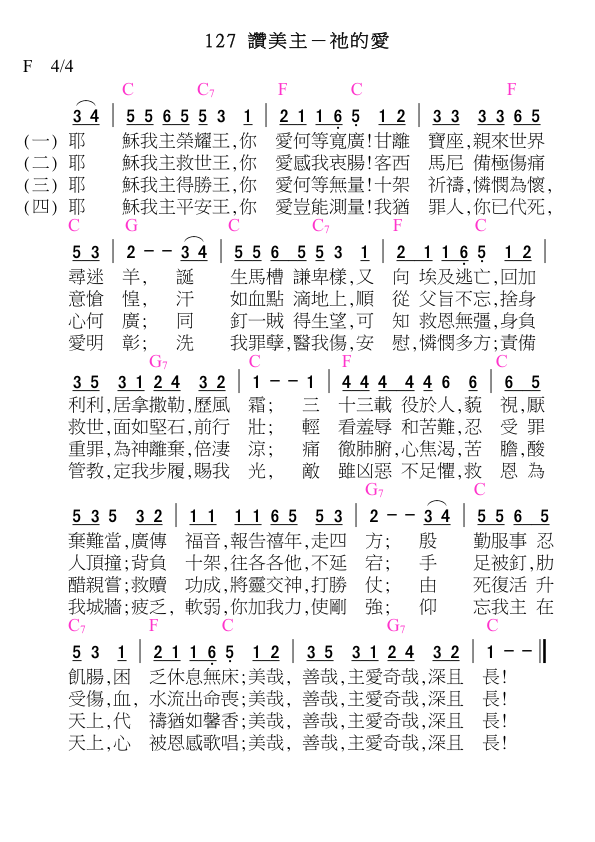 127 讚美主－祂的愛
F 4/4
C C7 F C F
3 4 | 5 5 6 5 5 3 1 | 2 1 1 6 5 1 2 | 3 3 3 3 6 5
(一) 耶 穌我主榮耀王,你 愛何等寬廣!甘離 寶座,親來世界
(二) 耶 穌我主救世王,你 愛感我衷腸!客西 馬尼 備極傷痛
(三) 耶 穌我主得勝王,你 愛何等無量!十架 祈禱,憐憫為懷,
(四) 耶 穌我主平安王,你 愛豈能測量!我猶 罪人,你已代死,
C G C C7 F C
5 3 | 2 - - 3 4 | 5 5 6 5 5 3 1 | 2 1 1 6 5 1 2 |
尋迷 羊, 誕 生馬槽 謙卑樣,又 向 埃及逃亡,回加
意愴 惶, 汗 如血點 滴地上,順 從 父旨不忘,捨身
心何 廣; 同 釘一賊 得生望,可 知 救恩無彊,身負
愛明 彰; 洗 我罪孽,醫我傷,安 慰,憐憫多方;責備
G7 C F C
3 5 3 1 2 4 3 2 | 1 - - 1 | 4 4 4 4 4 6 6 | 6 5
利利,居拿撒勒,歷風 霜; 三 十三載 役於人,藐 視,厭
救世,面如堅石,前行 壯; 輕 看羞辱 和苦難,忍 受 罪
重罪,為神離棄,倍淒 涼; 痛 徹肺腑,心焦渴,苦 膽,酸
管教,定我步履,賜我 光, 敵 雖凶惡 不足懼,救 恩 為
G7 C
5 3 5 3 2 | 1 1 1 1 6 5 5 3 | 2 - - 3 4 | 5 5 6 5
棄難當,廣傳 福音,報告禧年,走四 方; 殷 勤服事 忍
人頂撞;背負 十架,往各各他,不延 宕; 手 足被釘,肋
醋親嘗;救贖 功成,將靈交神,打勝 仗; 由 死復活 升
我城牆;疲乏, 軟弱,你加我力,使剛 強; 仰 忘我主 在
C7 F C G7 C
5 3 1 | 2 1 1 6 5 1 2 | 3 5 3 1 2 4 3 2 | 1 - - ‖
飢腸,困 乏休息無床;美哉, 善哉,主愛奇哉,深且 長!
受傷,血, 水流出命喪;美哉, 善哉,主愛奇哉,深且 長!
天上,代 禱猶如馨香;美哉, 善哉,主愛奇哉,深且 長!
天上,心 被恩感歌唱;美哉, 善哉,主愛奇哉,深且 長!